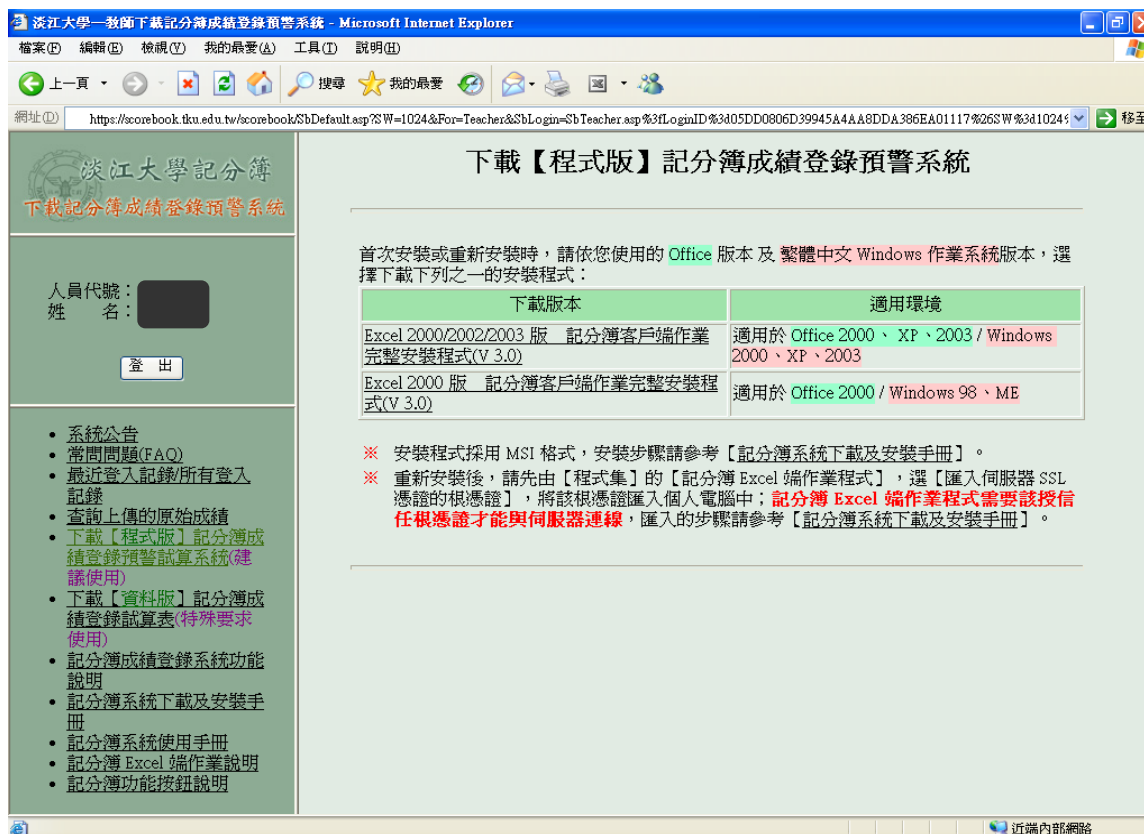 淡江大學—教師下載記分簿成績登錄預警系統 - Microsoft Internet Explorer
檔案(F) 編輯(E) 檢視(V) 我的最愛(A) 工具(T) 說明(H)
上一頁 搜尋 我的最愛
網址(D) https://scorebook.tku.edu.tw/scorebook/SbDefault.asp?SW=1024&For=Teacher&SbLogin=SbTeacher.asp%3fLoginID%3d05DD0806D39945A4AA8DDA386EA01117%26SW%3d1024 移至
淡江大學記分簿
下載記分簿成績登錄預警系統
人員代號：
姓 名：
登 出
系統公告
常問問題(FAQ)
最近登入記錄/所有登入
記錄
查詢上傳的原始成績
下載【程式版】記分簿成
績登錄預警試算系統(建
議使用)
下載【資料版】記分簿成
績登錄試算表(特殊要求
使用)
記分簿成績登錄系統功能
說明
記分簿系統下載及安裝手
冊
記分簿系統使用手冊
記分簿 Excel 端作業說明
記分簿功能按鈕說明
下載【程式版】記分簿成績登錄預警系統
首次安裝或重新安裝時，請依您使用的 Office 版本 及 繁體中文 Windows 作業系統版本，選
擇下載下列之一的安裝程式：
下載版本 適用環境
Excel 2000/2002/2003 版 記分簿客戶端作業 適用於 Office 2000、 XP、2003 / Windows
完整安裝程式(V 3.0) 2000、XP、2003
Excel 2000 版 記分簿客戶端作業完整安裝程
式(V 3.0) 適用於 Office 2000 / Windows 98、ME
※ 安裝程式採用 MSI 格式，安裝步驟請參考【記分簿系統下載及安裝手冊】。
※ 重新安裝後，請先由【程式集】的【記分簿 Excel 端作業程式】，選【匯入伺服器 SSL
憑證的根憑證】，將該根憑證匯入個人電腦中；記分簿 Excel 端作業程式需要該授信
任根憑證才能與伺服器連線，匯入的步驟請參考【記分簿系統下載及安裝手冊】。
近端內部網路